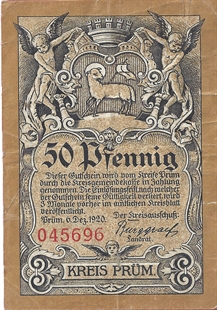 50 Pfennig
Dieser Gutschein wird vom Kreise Prüm
durch die Kreisgemeindekasse in Zahlung
genommen. Die Einlösungsfrist nach welcher
der Gutschein seine Gültigkeit verliert, wird
3 Monate vorher im amtlichen Kreisblatt
veröffentlicht.
Prüm, 6. Dez. 1920.
Der Kreisausschuß:
045696
Burggraef
Landrat.
KREIS PRÜM.